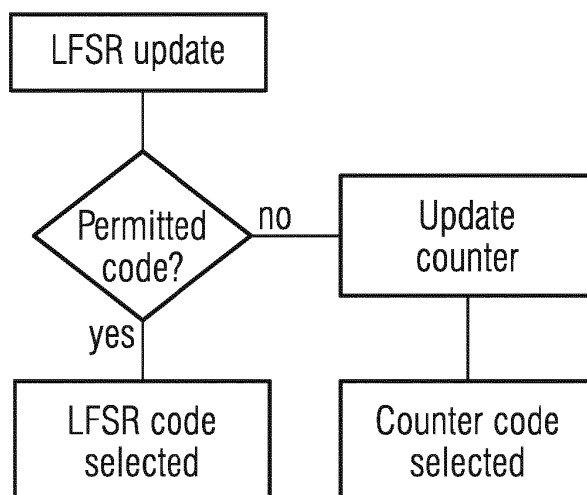 LFSR update
Permitted
code?
no
Update
counter
yes
LFSR code
selected
Counter code
selected